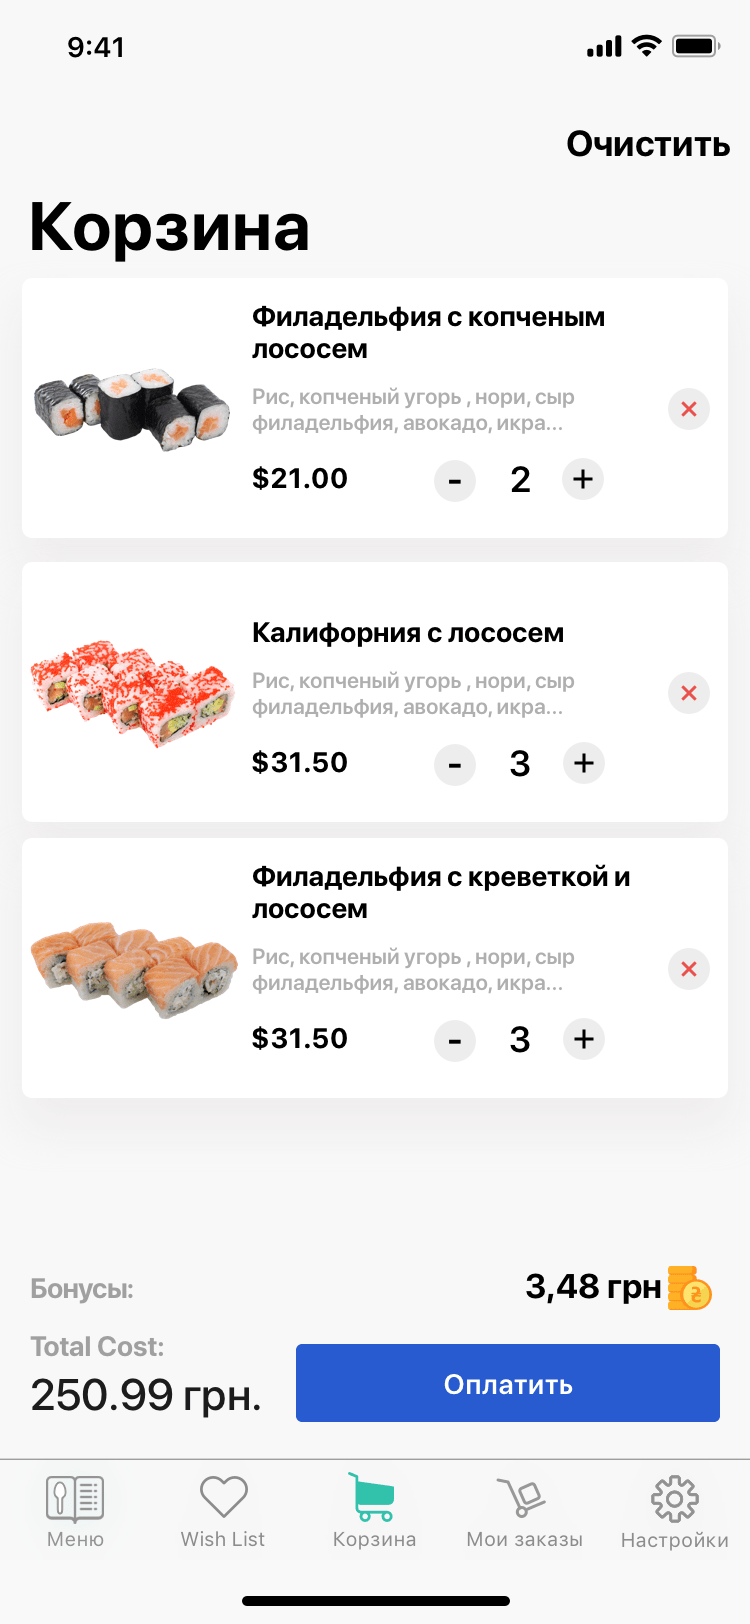 9:41
Очистить
Корзина
Филадельфия с копченым
лососем
Рис, копченый угорь , нори, сыр
филадельфия, авокадо, икра...
$21.00 - 2 +
Калифорния с лососем
Рис, копченый угорь , нори, сыр
филадельфия, авокадо, икра...
$31.50 - 3 +
Филадельфия с креветкой и
лососем
Рис, копченый угорь , нори, сыр
филадельфия, авокадо, икра...
$31.50 - 3 +
Бонусы: 3,48 грн
Total Cost:
250.99 грн.
Оплатить
Меню Wish List Корзина Мои заказы Настройки